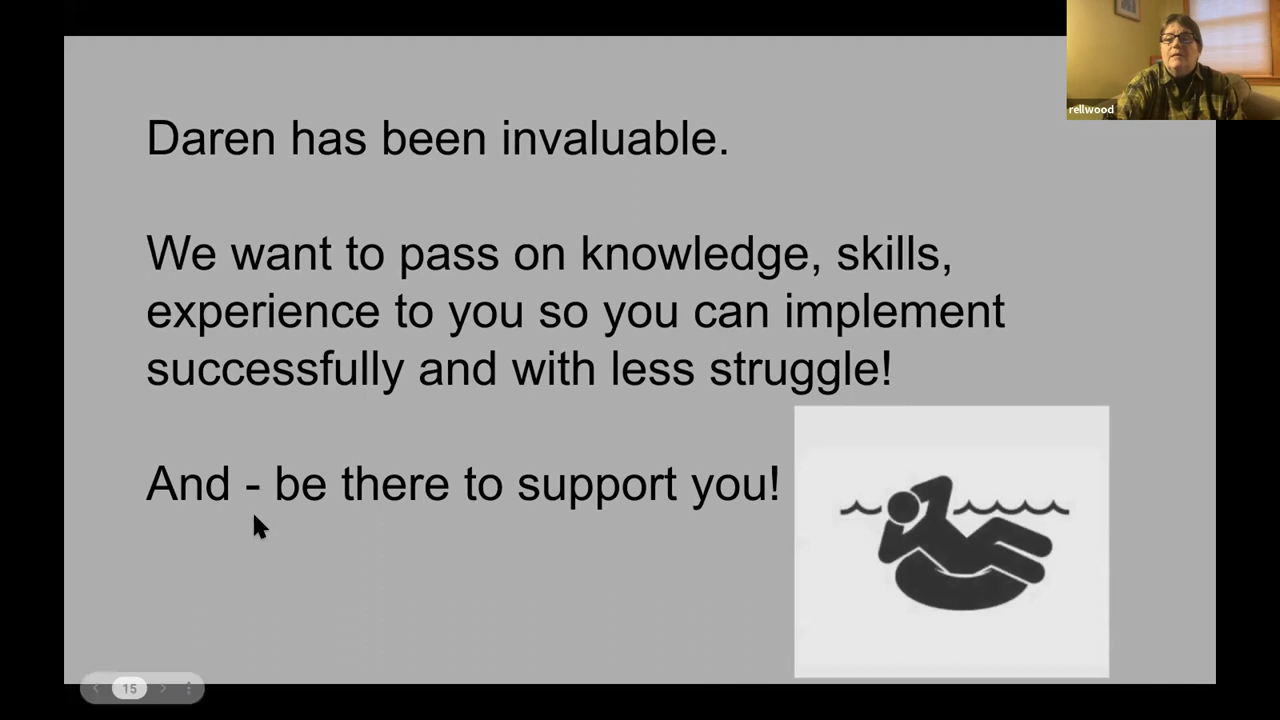 rellwood
Daren has been invaluable.
We want to pass on knowledge, skills,
experience to you so you can implement
successfully and with less struggle!
And - be there to support you!
15